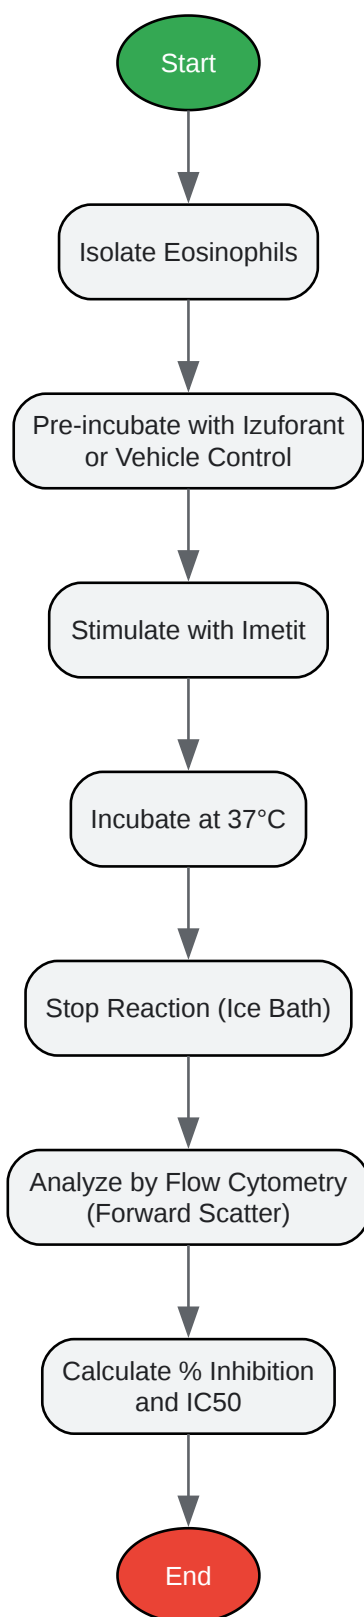 Start
Isolate Eosinophils
Pre-incubate with Izuforant
or Vehicle Control
Stimulate with Imetit
Incubate at 37°C
Stop Reaction (Ice Bath)
Analyze by Flow Cytometry
(Forward Scatter)
Calculate % Inhibition
and IC50
End